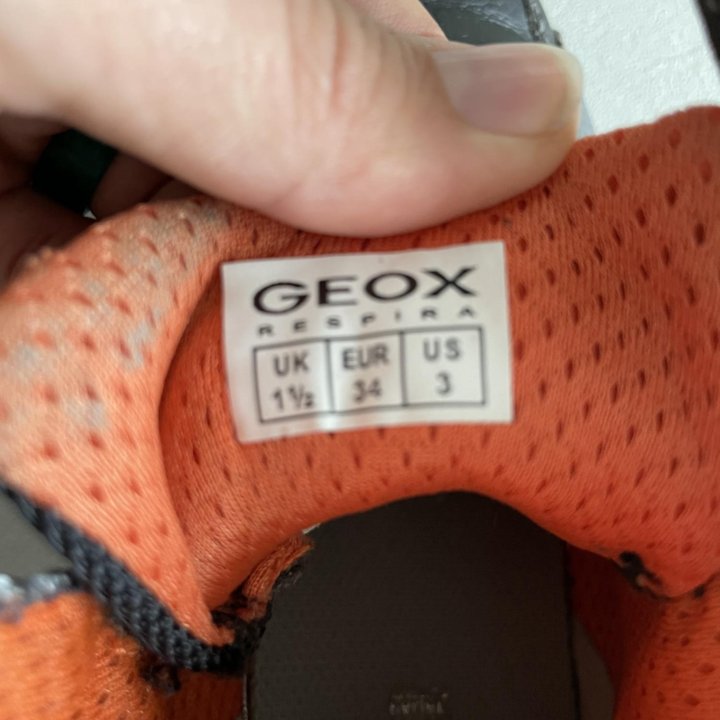 GEOX
RESPIRA
UK EUR US
1½ 34 3